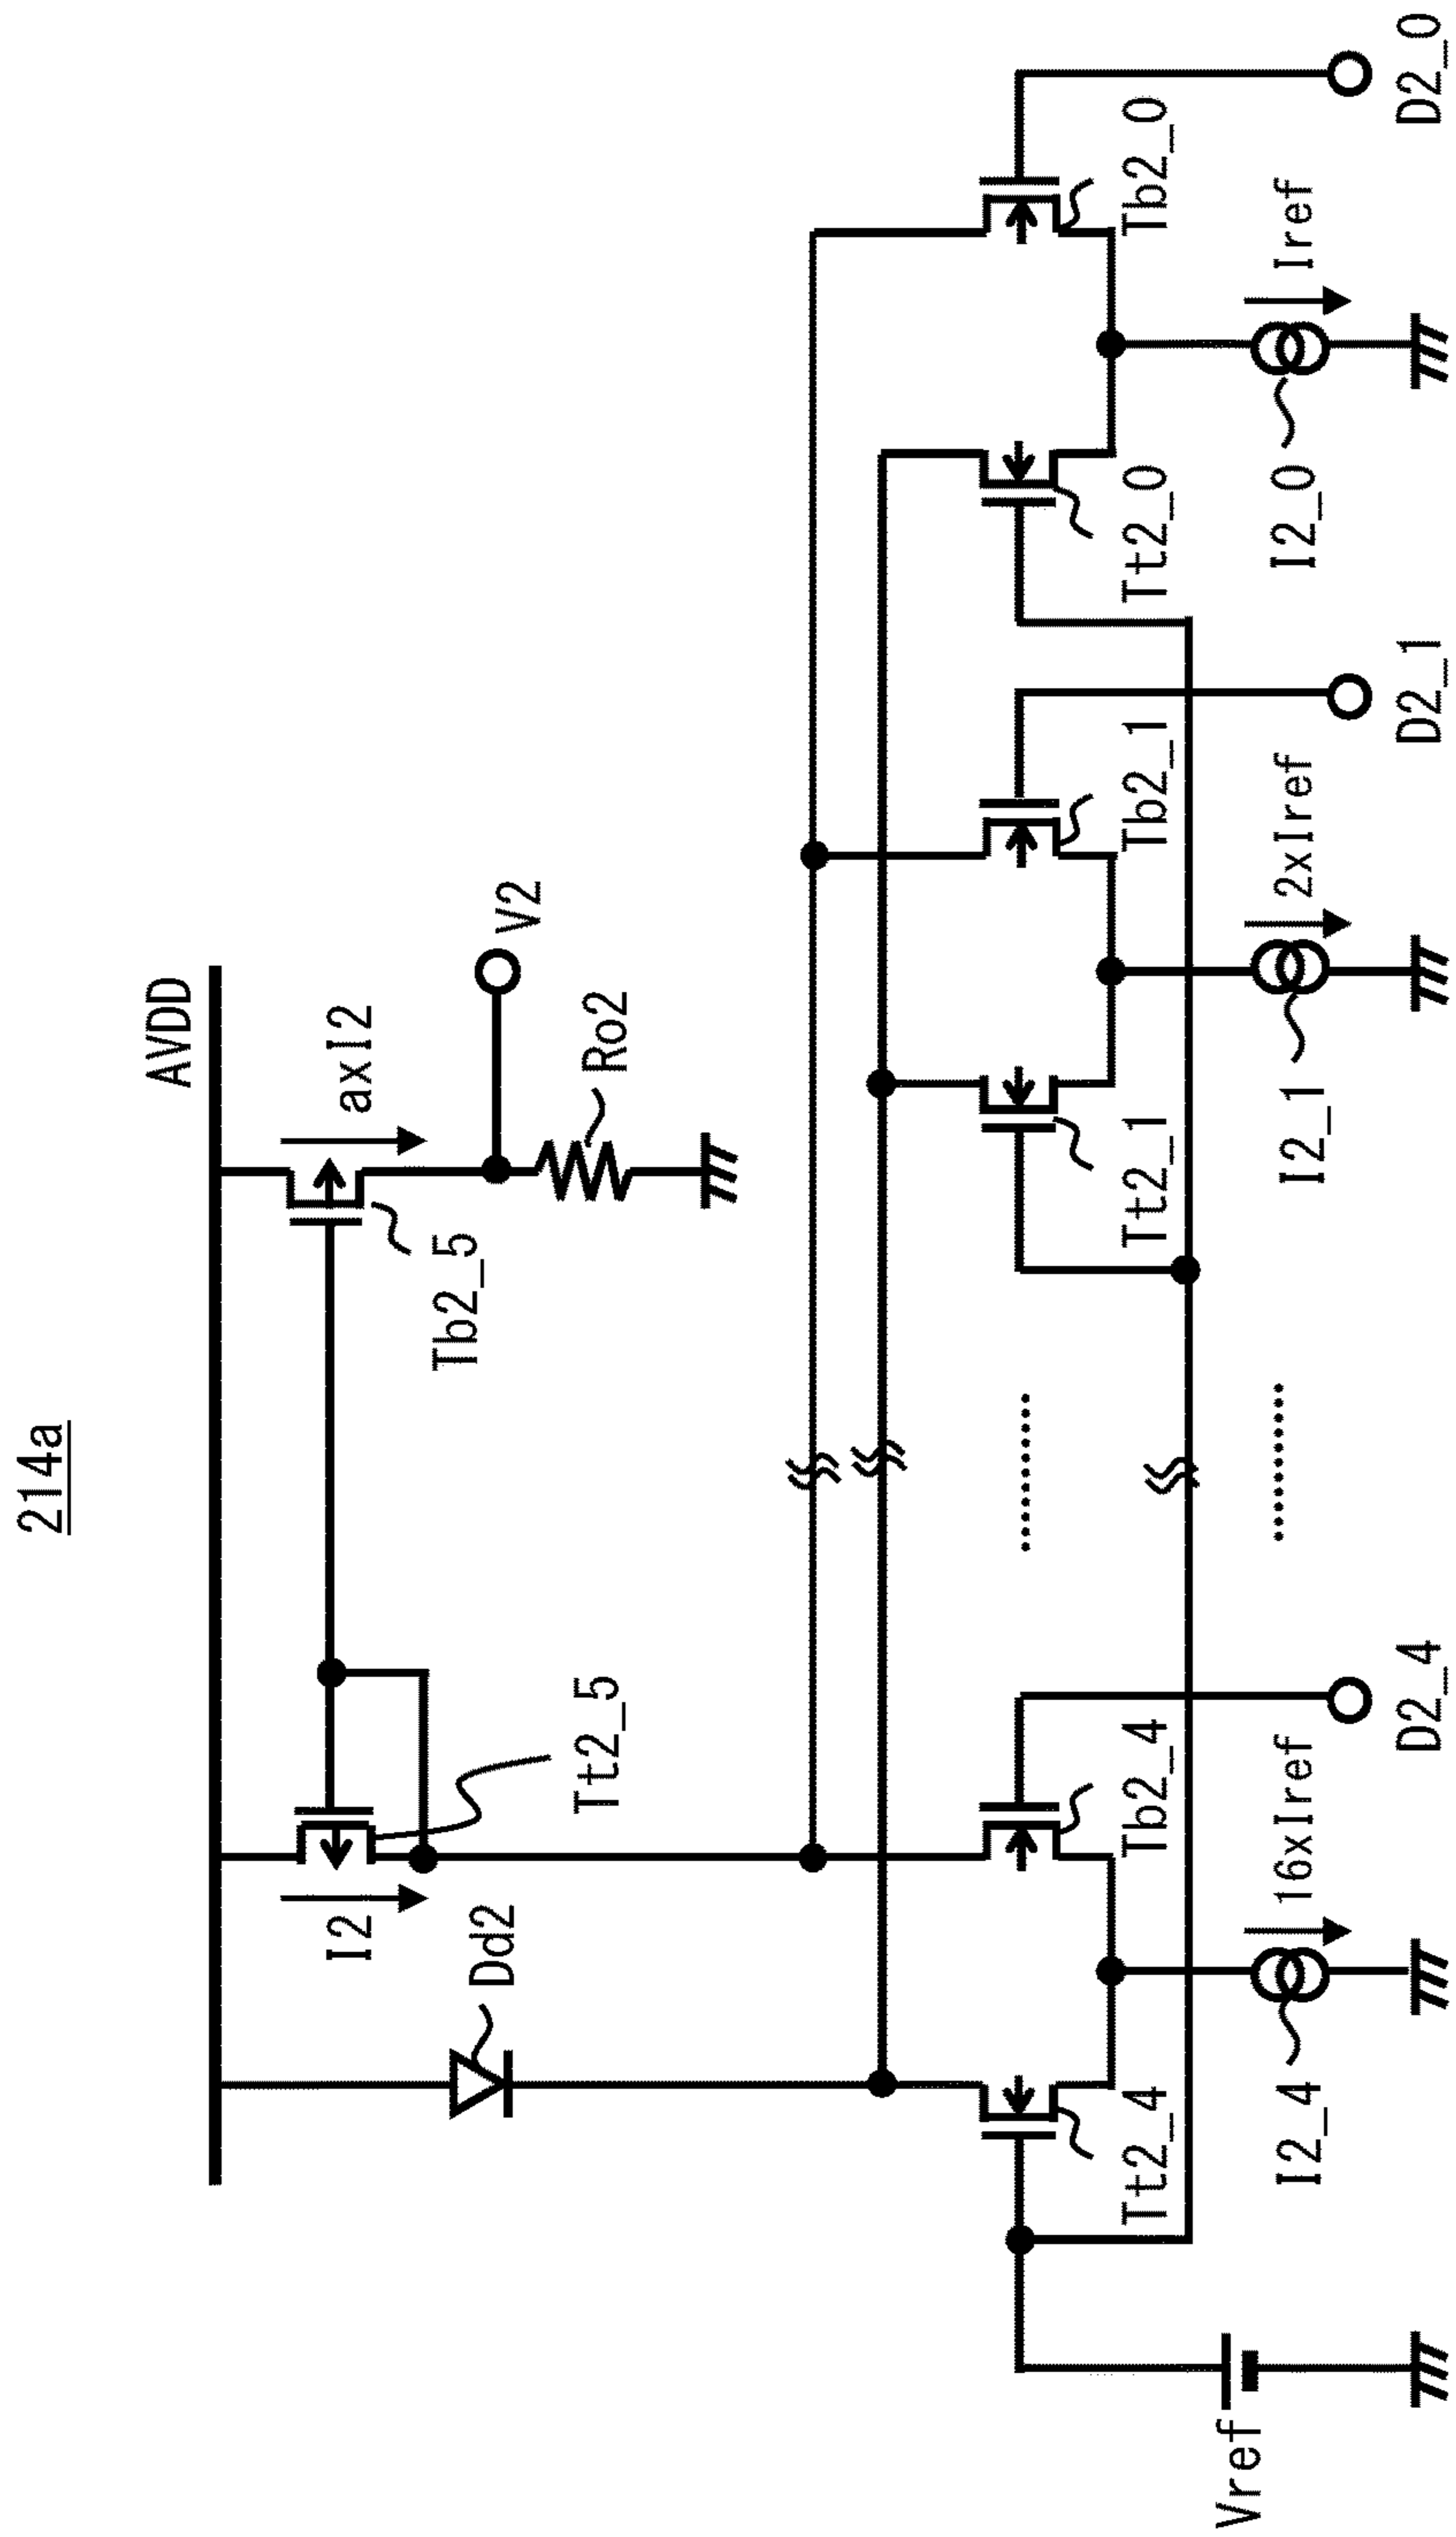 214a
AVDD
I2
axI2
Dd2
Tt2_5
Tb2_5
V2
Ro2
Tt2_4
Tb2_4
Tt2_1
Tb2_1
Tt2_0
Tb2_0
Vref
I2_4
16xIref
I2_1
2xIref
I2_0
Iref
D2_4
D2_1
D2_0